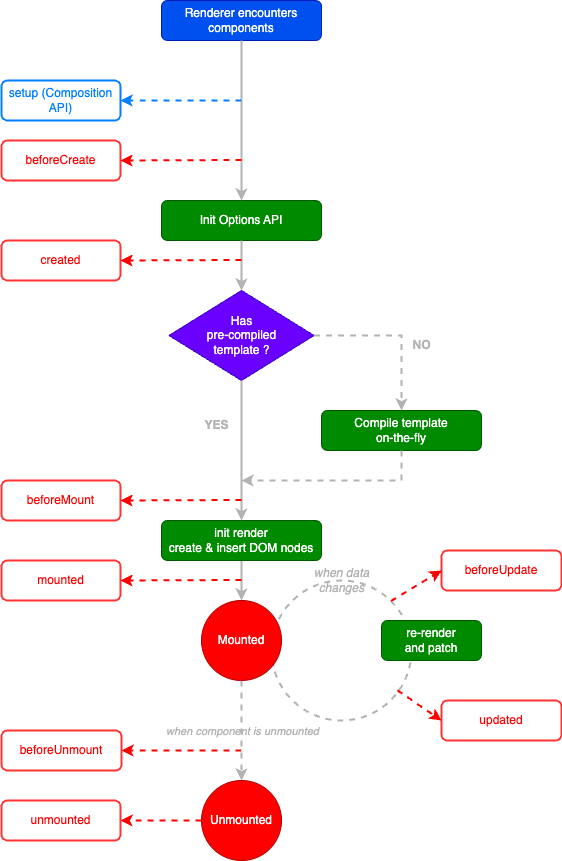 Renderer encounters
components
setup (Composition
API)
beforeCreate
Init Options API
created
Has
pre-compiled
template ?
NO
YES
Compile template
on-the-fly
beforeMount
init render
create & insert DOM nodes
mounted
when data
changes
beforeUpdate
Mounted
re-render
and patch
updated
when component is unmounted
beforeUnmount
unmounted
Unmounted